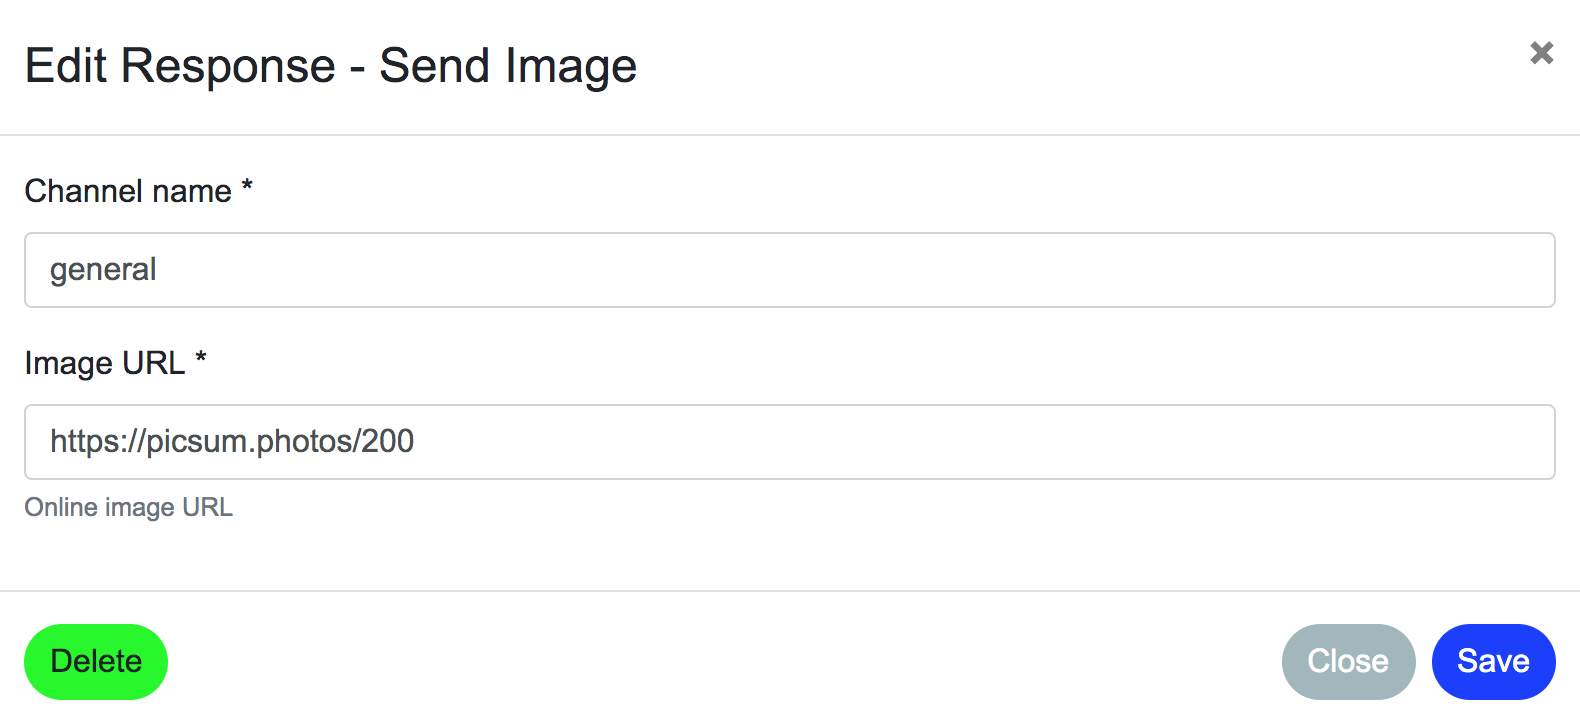 Edit Response - Send Image
Channel name *
general
Image URL *
https://picsum.photos/200
Online image URL
Delete
Close
Save